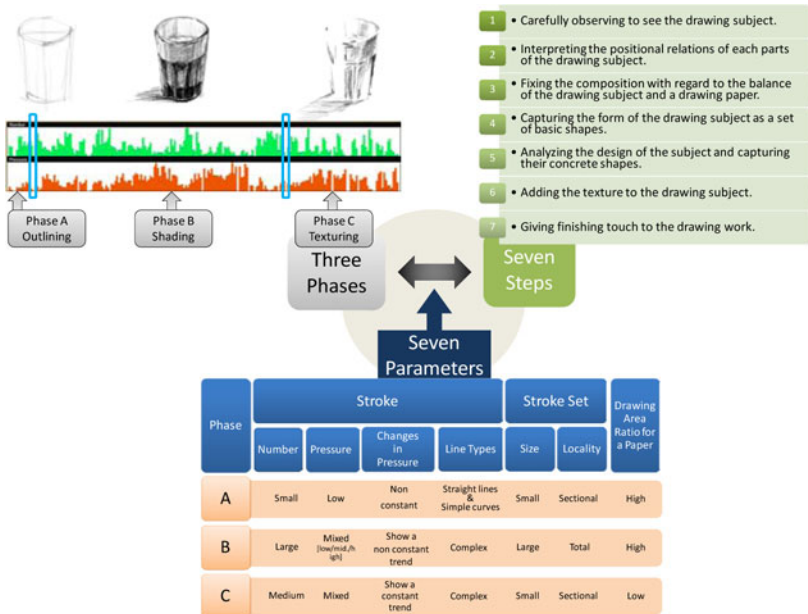 1 • Carefully observing to see the drawing subject.
2 • Interpreting the positional relations of each parts
of the drawing subject.
3 • Fixing the composition with regard to the balance
of the drawing subject and a drawing paper.
4 • Capturing the form of the drawing subject as a set
of basic shapes.
5 • Analyzing the design of the subject and capturing
their concrete shapes.
6 • Adding the texture to the drawing subject.
7 • Giving finishing touch to the drawing work.
Phase A
Outlining
Phase B
Shading
Phase C
Texturing
Three
Phases
Seven
Steps
Seven
Parameters
Phase
Stroke
Stroke Set
Drawing
Area
Ratio for
a Paper
Number
Pressure
Changes
in
Pressure
Line Types
Size
Locality
A
Small
Low
Non
constant
Straight lines
&
Simple curves
Small
Sectional
High
B
Large
Mixed
[low/mid./h
igh]
Show a
non constant
trend
Complex
Large
Total
High
C
Medium
Mixed
Show a
constant
trend
Complex
Small
Sectional
Low